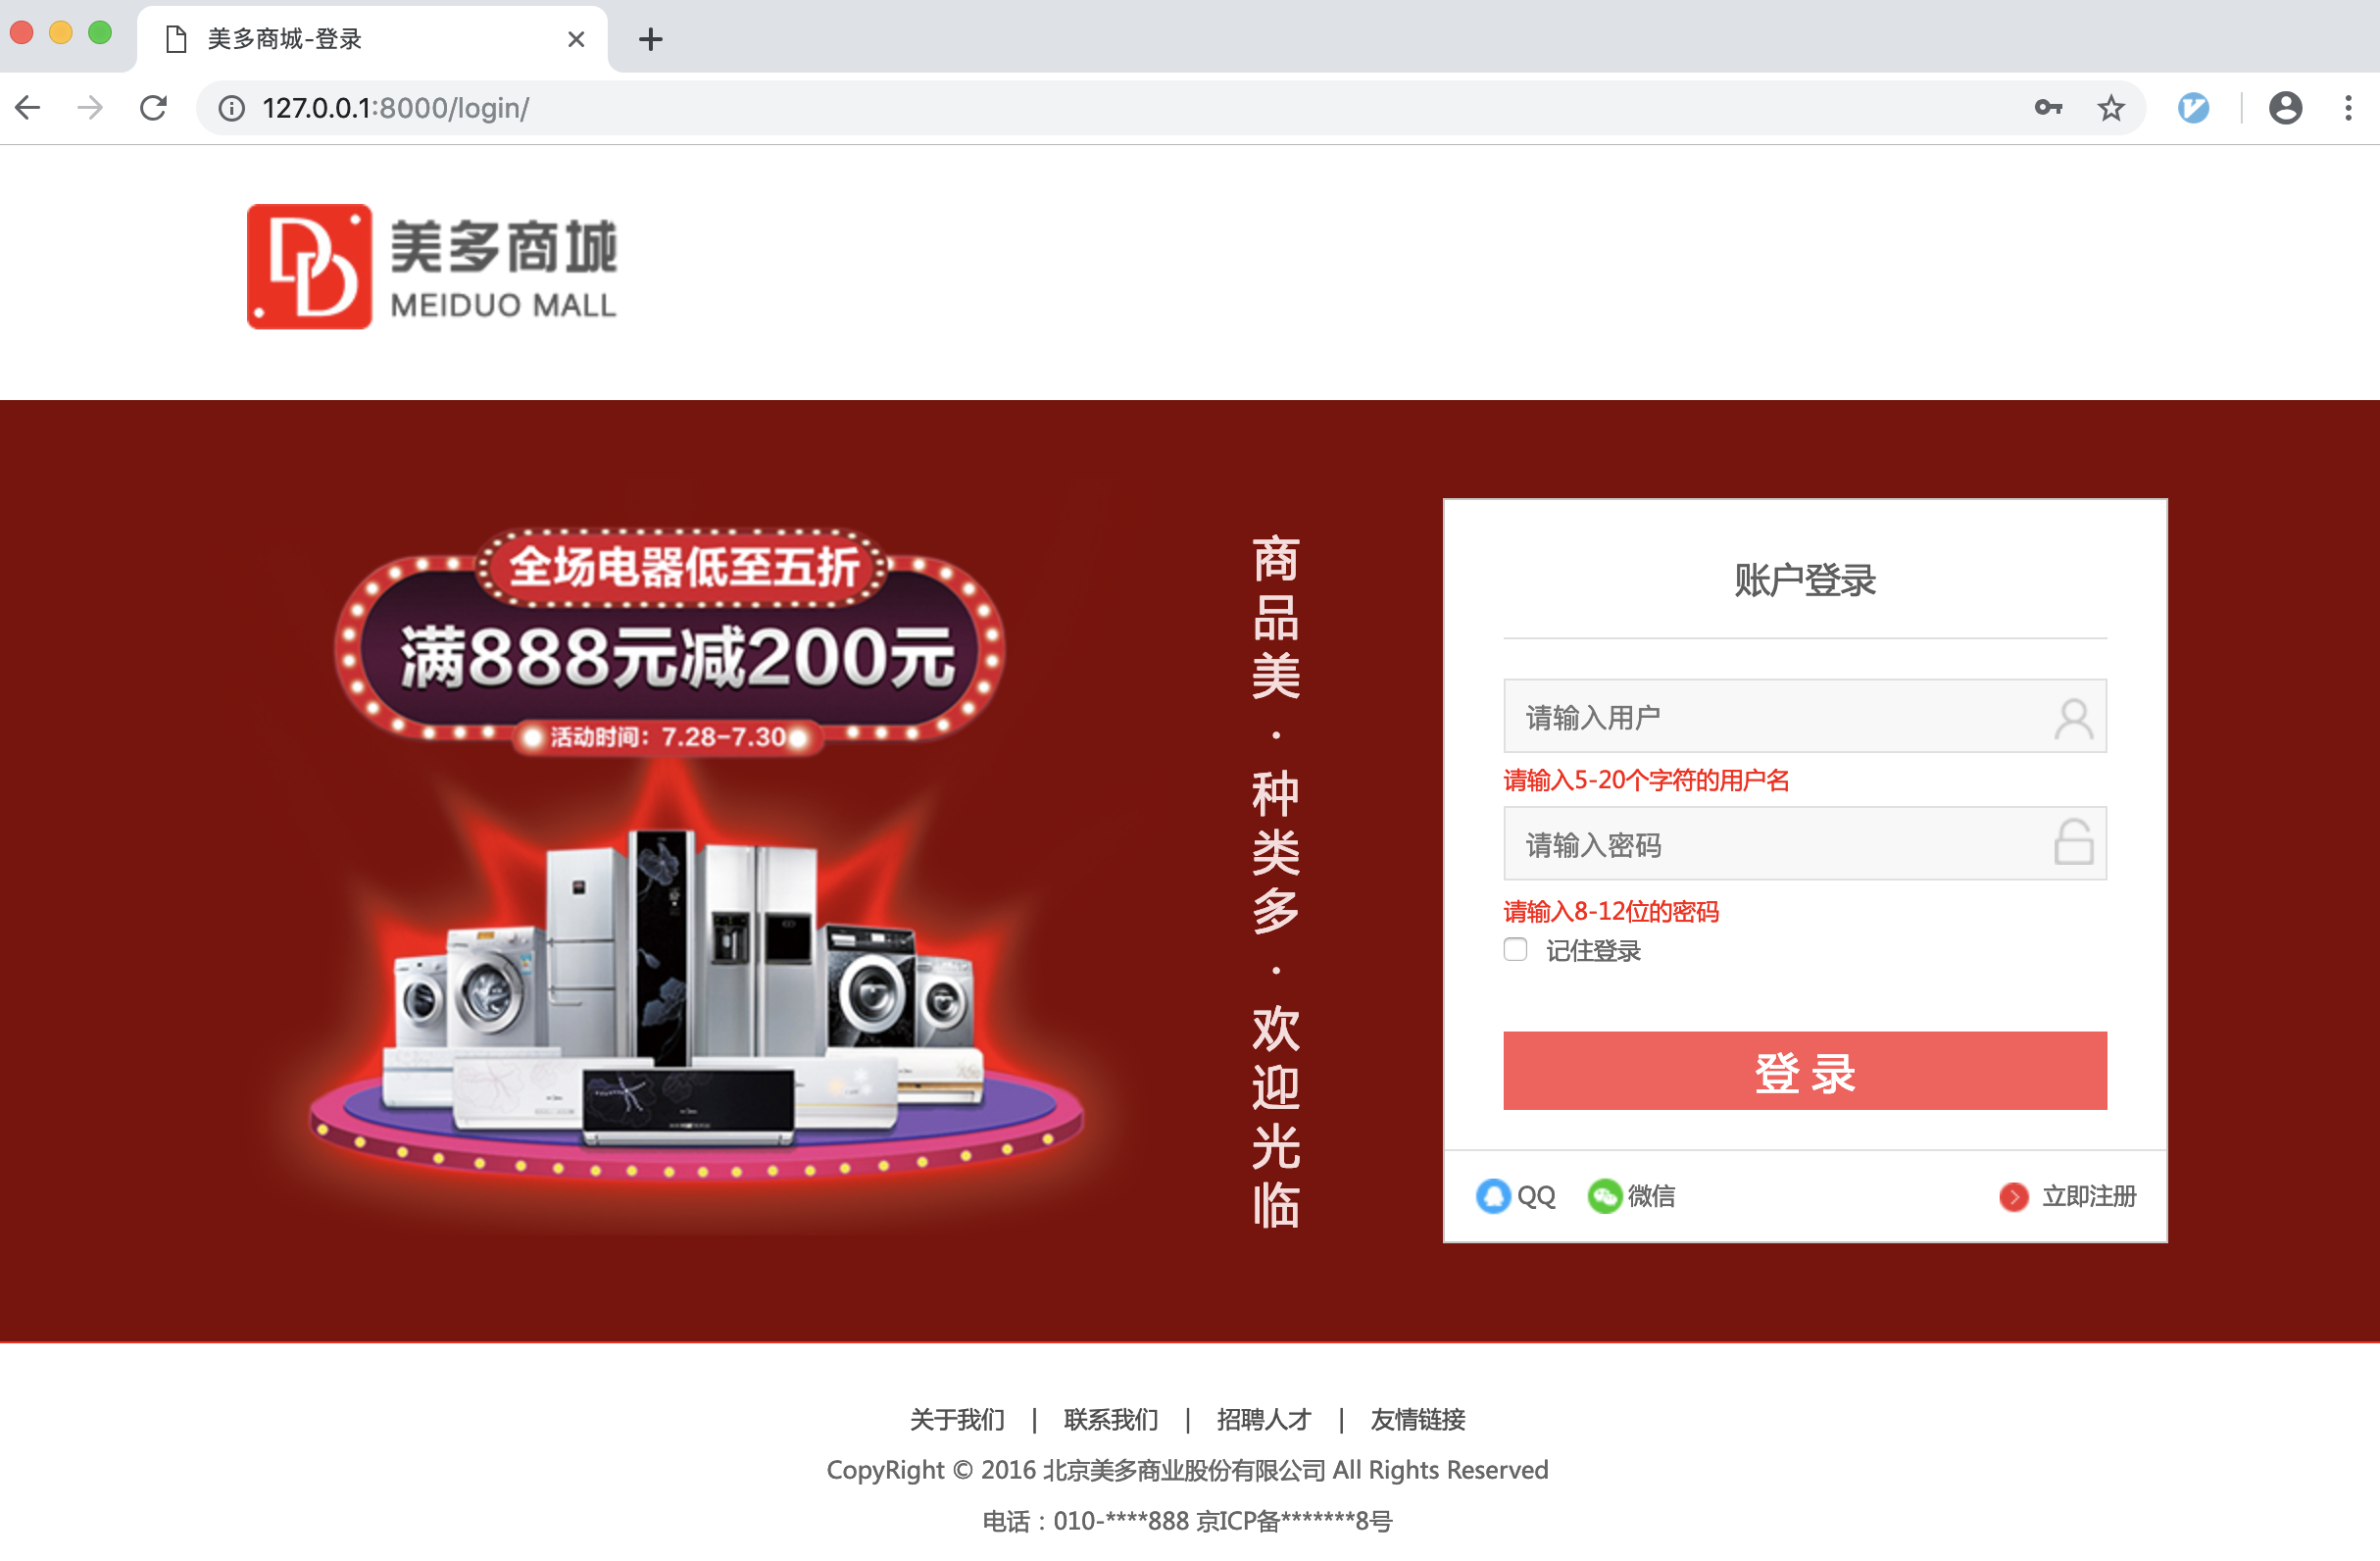 美多商城-登录
127.0.0.1:8000/login/
美多商城
MEIDUO MALL
全场电器低至五折
满888元减200元
活动时间：7.28-7.30
商品美·种类多·欢迎光临
账户登录
请输入用户
请输入5-20个字符的用户名
请输入密码
请输入8-12位的密码
记住登录
登 录
QQ 微信 立即注册
关于我们 | 联系我们 | 招聘人才 | 友情链接
CopyRight © 2016 北京美多商业股份有限公司 All Rights Reserved
电话：010-****888 京ICP备*******8号